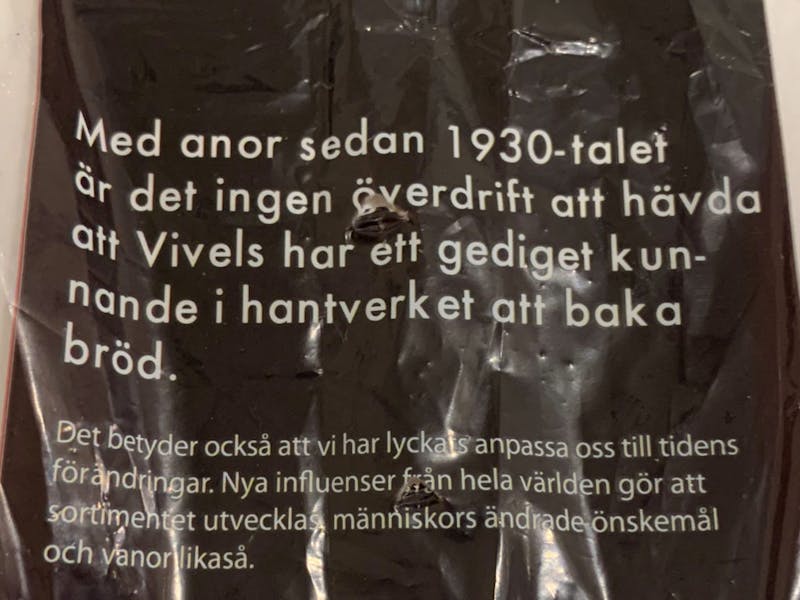 Med anor sedan 1930-talet
är det ingen överdrift att hävda
att Vivels har ett gediget kun-
nande i hantverket att baka
bröd.
Det betyder också att vi har lyckats anpassa oss till tidens
förändringar. Nya influenser från hela världen gör att
sortimentet utvecklas, människors ändrade önskemål
och vanor likaså.